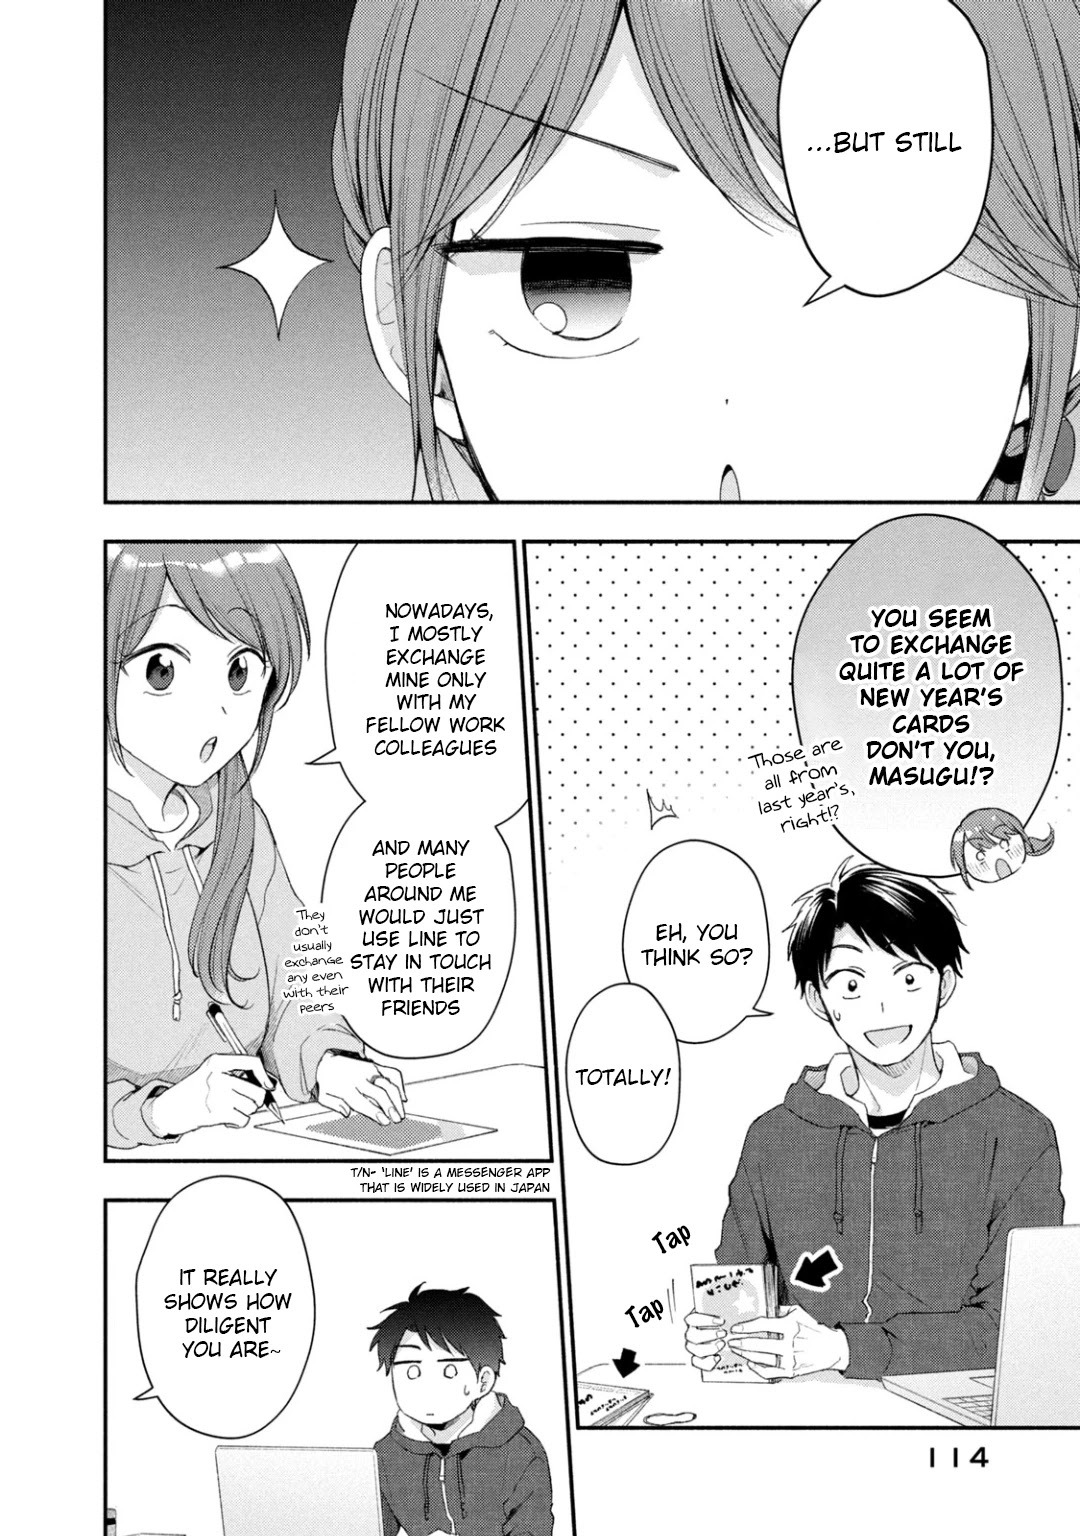 ...BUT STILL
YOU SEEM
TO EXCHANGE
QUITE A LOT OF
NEW YEAR'S
CARDS
DON'T YOU,
MASUGU!?
Those are
all from
last year's,
right!?
EH, YOU
THINK SO?
TOTALLY!
Tap
Tap
NOWADAYS,
I MOSTLY
EXCHANGE
MINE ONLY
WITH MY
FELLOW WORK
COLLEAGUES
AND MANY
PEOPLE
AROUND ME
WOULD JUST
USE LINE TO
STAY IN TOUCH
WITH THEIR
FRIENDS
They
don't
usually
exchange
any even
with their
peers
T/N- 'LINE' IS A MESSENGER APP
THAT IS WIDELY USED IN JAPAN
IT REALLY
SHOWS HOW
DILIGENT
YOU ARE~
114